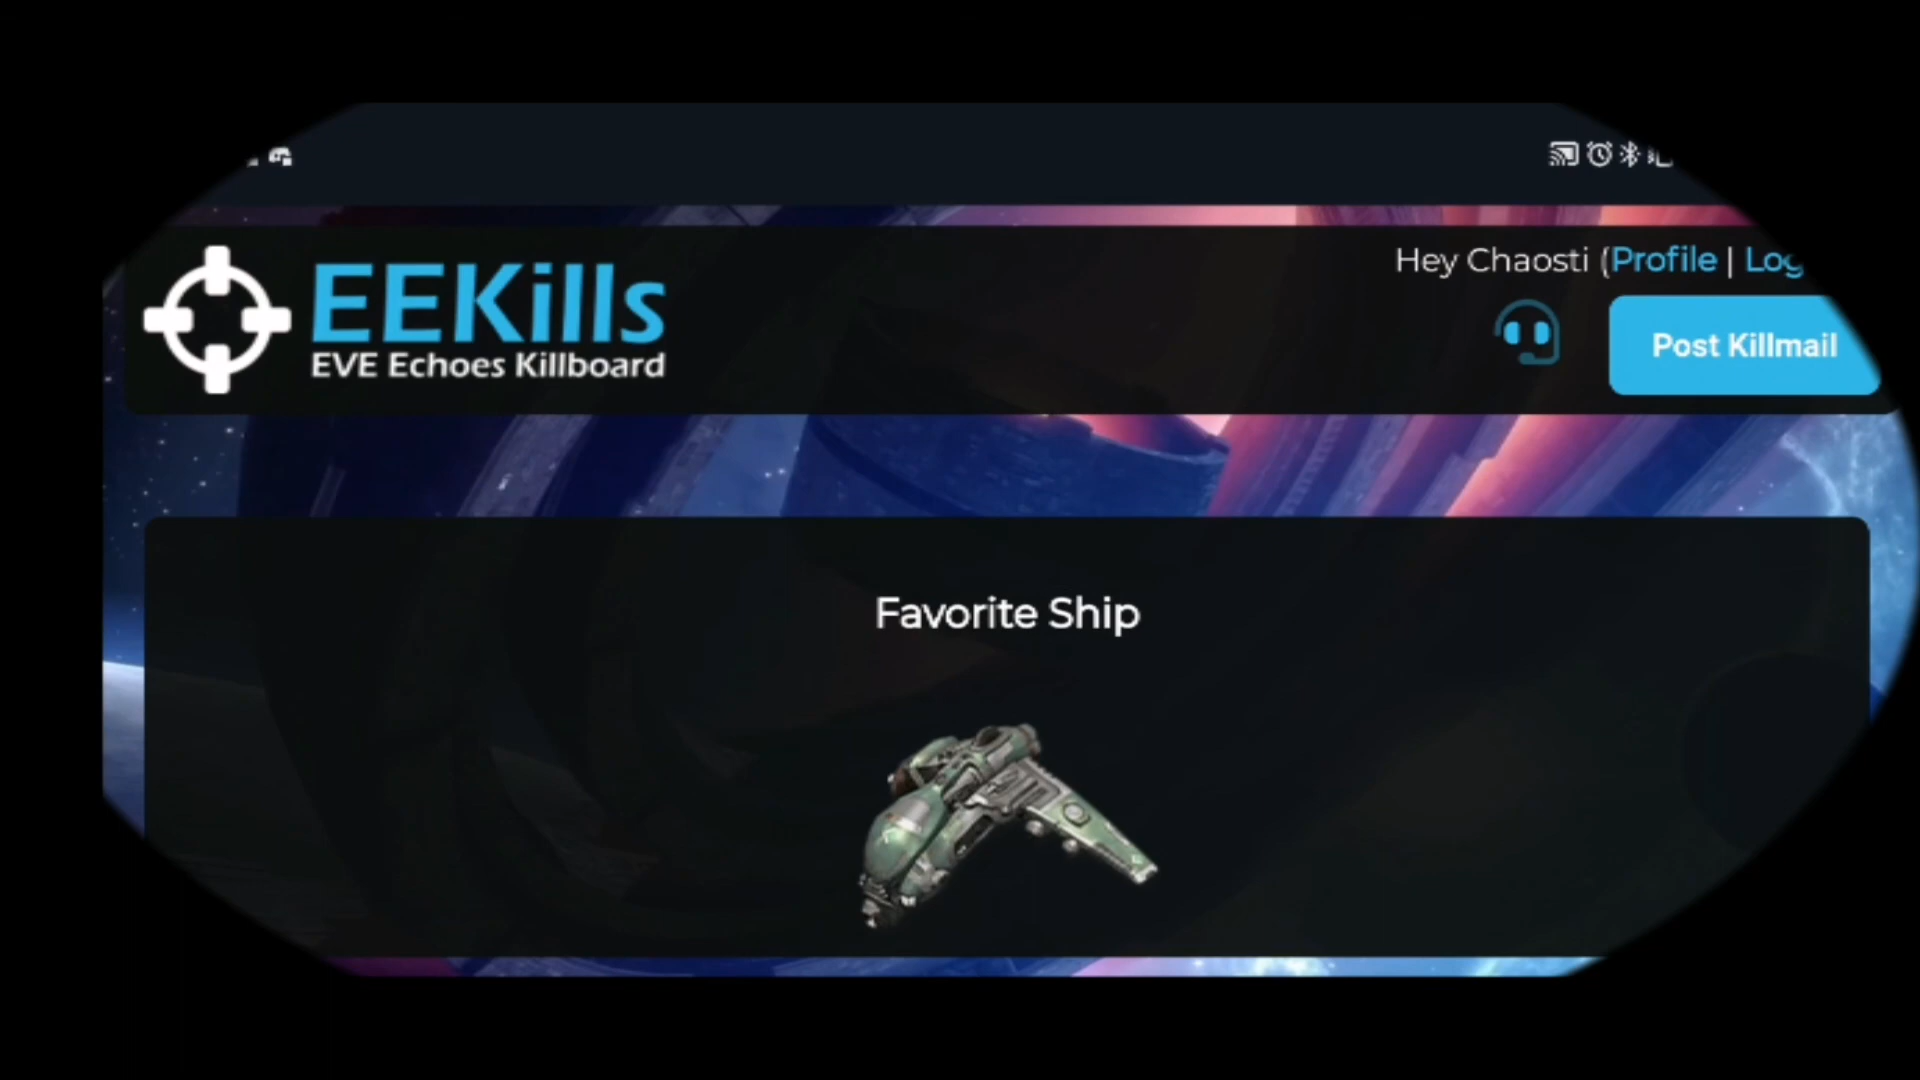 Hey Chaosti (Profile |
EEKills
EVE Echoes Killboard
Post Killmail
Favorite Ship